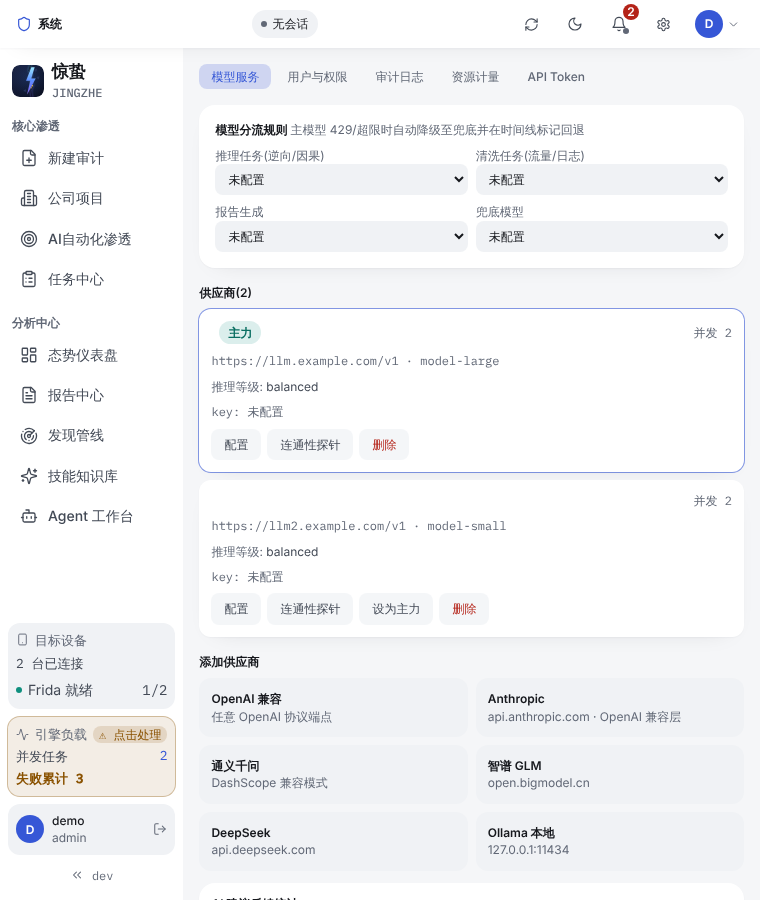 系统
无会话
2
D
惊蛰
JINGZHE
核心渗透
新建审计
公司项目
AI自动化渗透
任务中心
分析中心
态势仪表盘
报告中心
发现管线
技能知识库
Agent 工作台
目标设备
2 台已连接
Frida 就绪 1/2
引擎负载 ⚠ 点击处理
并发任务 2
失败累计 3
D
demo
admin
« dev
模型服务 用户与权限 审计日志 资源计量 API Token
模型分流规则 主模型 429/超限时自动降级至兜底并在时间线标记回退
推理任务(逆向/因果) 清洗任务(流量/日志)
未配置 未配置
报告生成 兜底模型
未配置 未配置
供应商(2)
主力 并发 2
https://llm.example.com/v1 · model-large
推理等级: balanced
key: 未配置
配置 连通性探针 删除
并发 2
https://llm2.example.com/v1 · model-small
推理等级: balanced
key: 未配置
配置 连通性探针 设为主力 删除
添加供应商
OpenAI 兼容
任意 OpenAI 协议端点
Anthropic
api.anthropic.com · OpenAI 兼容层
通义千问
DashScope 兼容模式
智谱 GLM
open.bigmodel.cn
DeepSeek
api.deepseek.com
Ollama 本地
127.0.0.1:11434